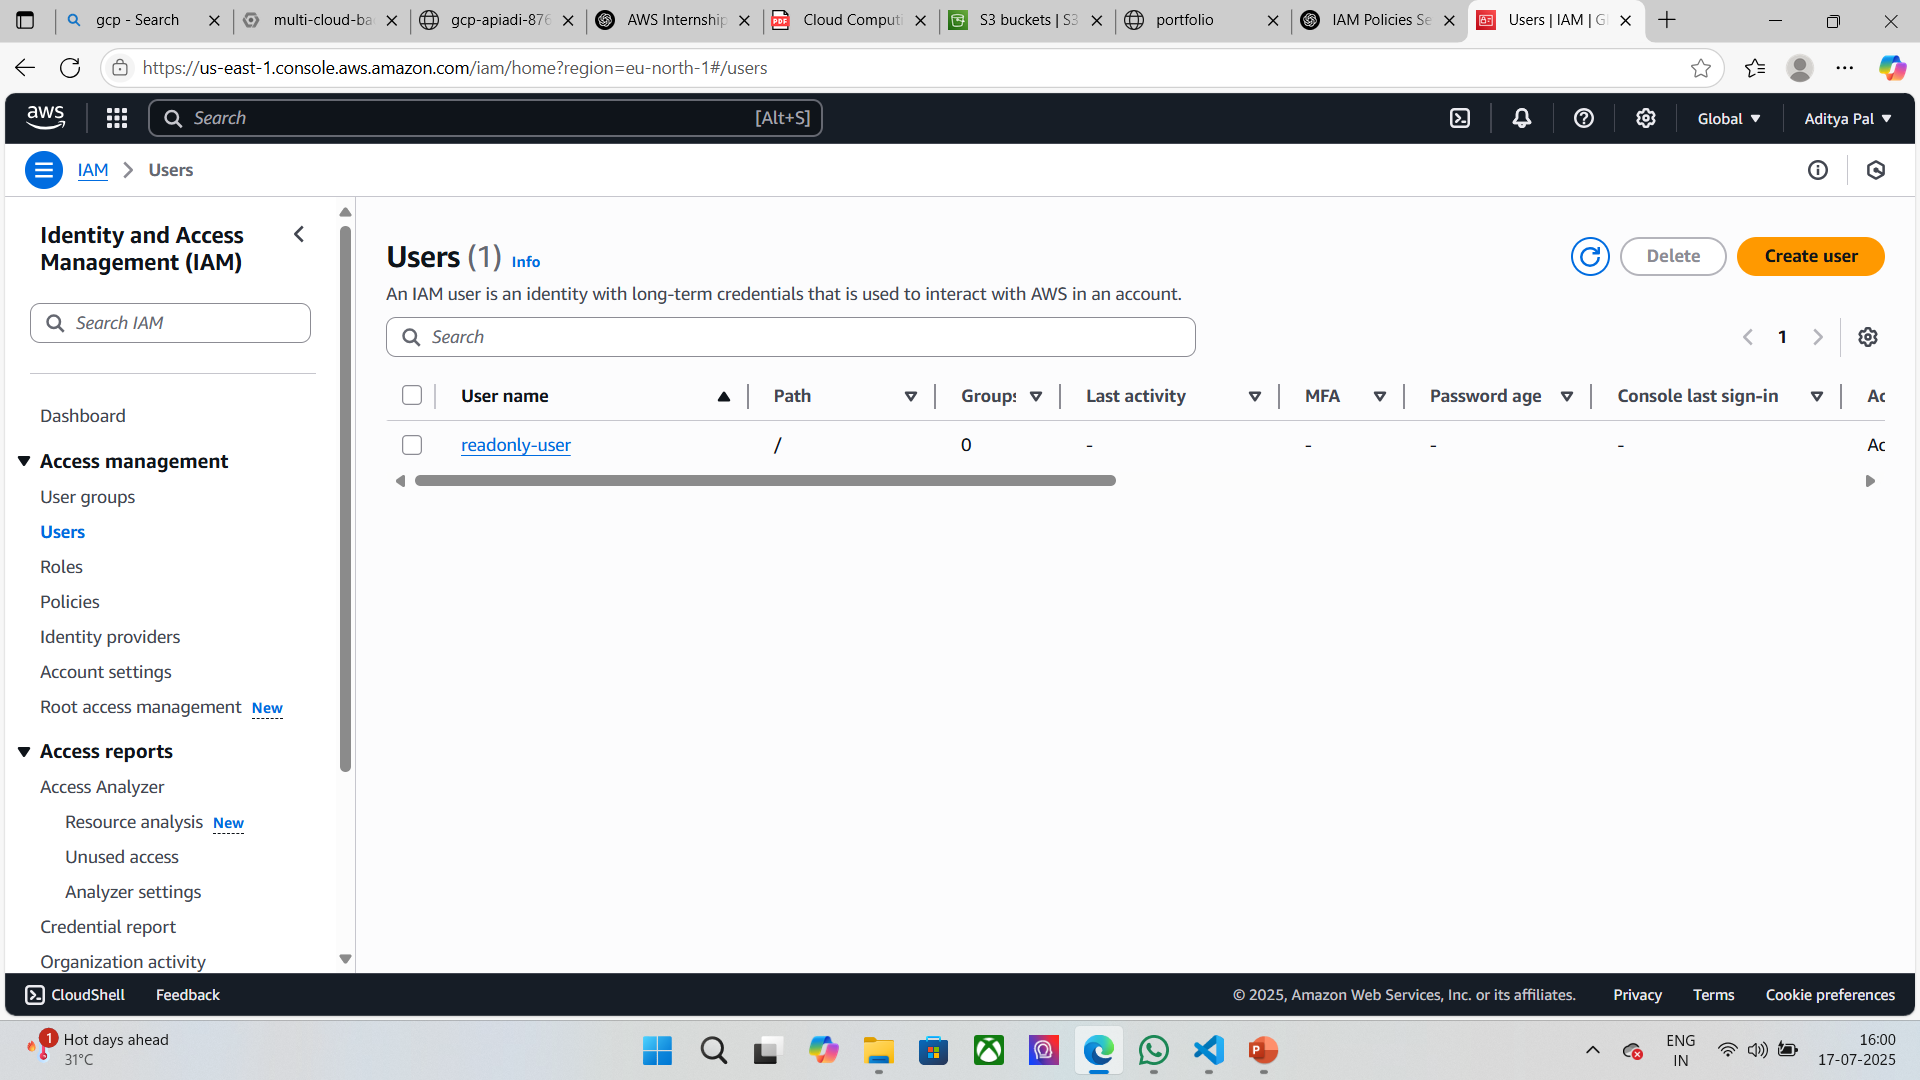 gcp - Search
multi-cloud-ba
gcp-apiadi-876
AWS Internship
Cloud Computi
S3 buckets | S3
portfolio
IAM Policies Se
Users | IAM | Gl
https://us-east-1.console.aws.amazon.com/iam/home?region=eu-north-1#/users
aws
Search
[Alt+S]
Global
Aditya Pal
IAM
Users
Identity and Access
Management (IAM)
Search IAM
Dashboard
Access management
User groups
Users
Roles
Policies
Identity providers
Account settings
Root access management New
Access reports
Access Analyzer
Resource analysis New
Unused access
Analyzer settings
Credential report
Organization activity
Users (1) Info
Delete
Create user
An IAM user is an identity with long-term credentials that is used to interact with AWS in an account.
Search
1
User name Path Groups Last activity MFA Password age Console last sign-in Ac
readonly-user / 0 - - - - Ac
CloudShell Feedback
© 2025, Amazon Web Services, Inc. or its affiliates. Privacy Terms Cookie preferences
1
Hot days ahead
31°C
ENG
IN
16:00
17-07-2025